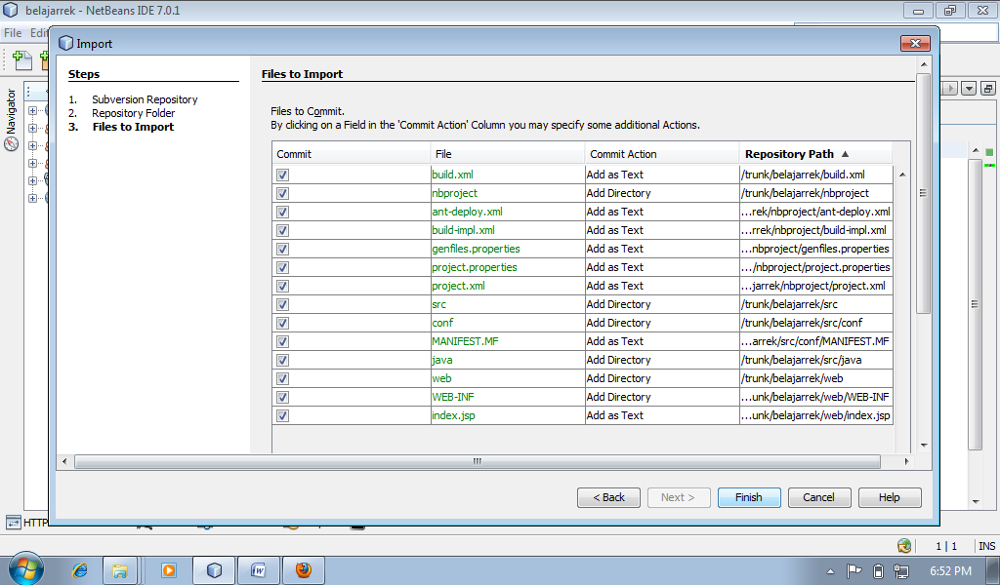 belajarrek - NetBeans IDE 7.0.1
File Edi
Import
Steps
1. Subversion Repository
2. Repository Folder
3. Files to Import
Files to Import
Files to Commit.
By clicking on a Field in the 'Commit Action' Column you may specify some additional Actions.
Commit File Commit Action Repository Path
build.xml Add as Text /trunk/belajarrek/build.xml
nbproject Add Directory /trunk/belajarrek/nbproject
ant-deploy.xml Add as Text ...rek/nbproject/ant-deploy.xml
build-impl.xml Add as Text ...rrek/nbproject/build-impl.xml
genfiles.properties Add as Text ...nbproject/genfiles.properties
project.properties Add as Text .../nbproject/project.properties
project.xml Add as Text ...jarrek/nbproject/project.xml
src Add Directory /trunk/belajarrek/src
conf Add Directory /trunk/belajarrek/src/conf
MANIFEST.MF Add as Text ...arrek/src/conf/MANIFEST.MF
java Add Directory /trunk/belajarrek/src/java
web Add Directory /trunk/belajarrek/web
WEB-INF Add Directory ...unk/belajarrek/web/WEB-INF
index.jsp Add as Text ...unk/belajarrek/web/index.jsp
< Back Next > Finish Cancel Help
Navigator
HTTP
1 | 1 INS
6:52 PM